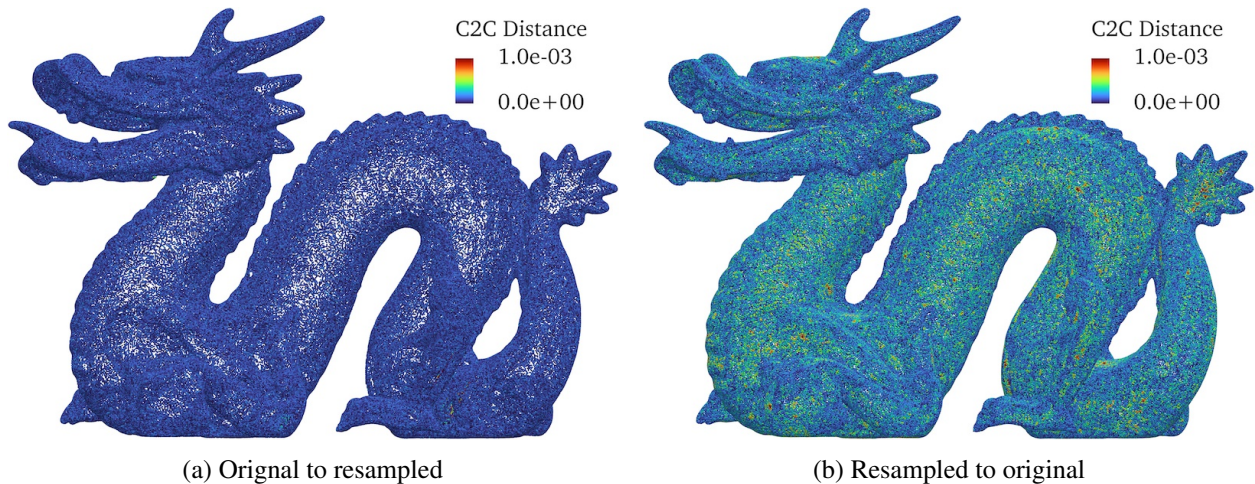 C2C Distance
1.0e-03
0.0e+00
C2C Distance
1.0e-03
0.0e+00
(a) Orignal to resampled
(b) Resampled to original